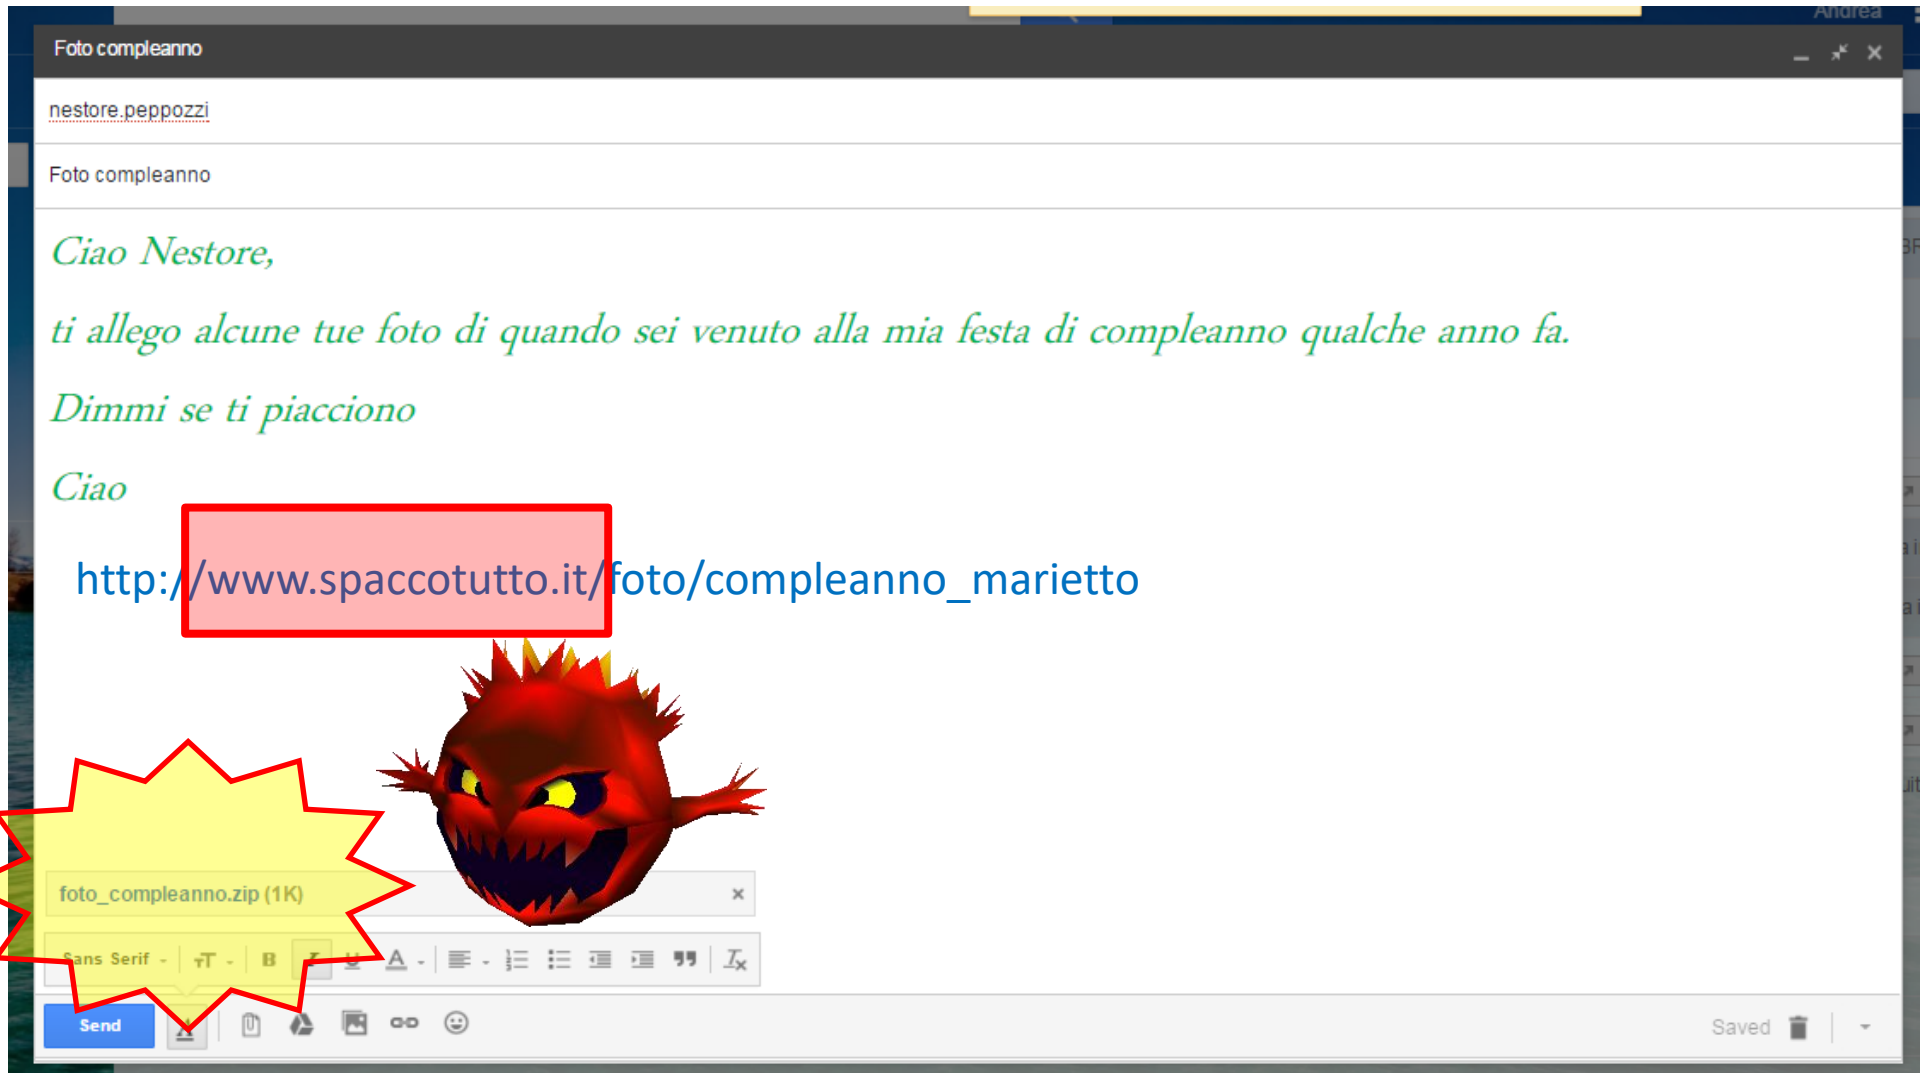 Andrea
Foto compleanno
nestore.peppozzi
Foto compleanno
Ciao Nestore,
ti allego alcune tue foto di quando sei venuto alla mia festa di compleanno qualche anno fa.
Dimmi se ti piacciono
Ciao
http://www.spaccotutto.it/foto/compleanno_marietto
foto_compleanno.zip (1K)
Sans Serif
Send
Saved